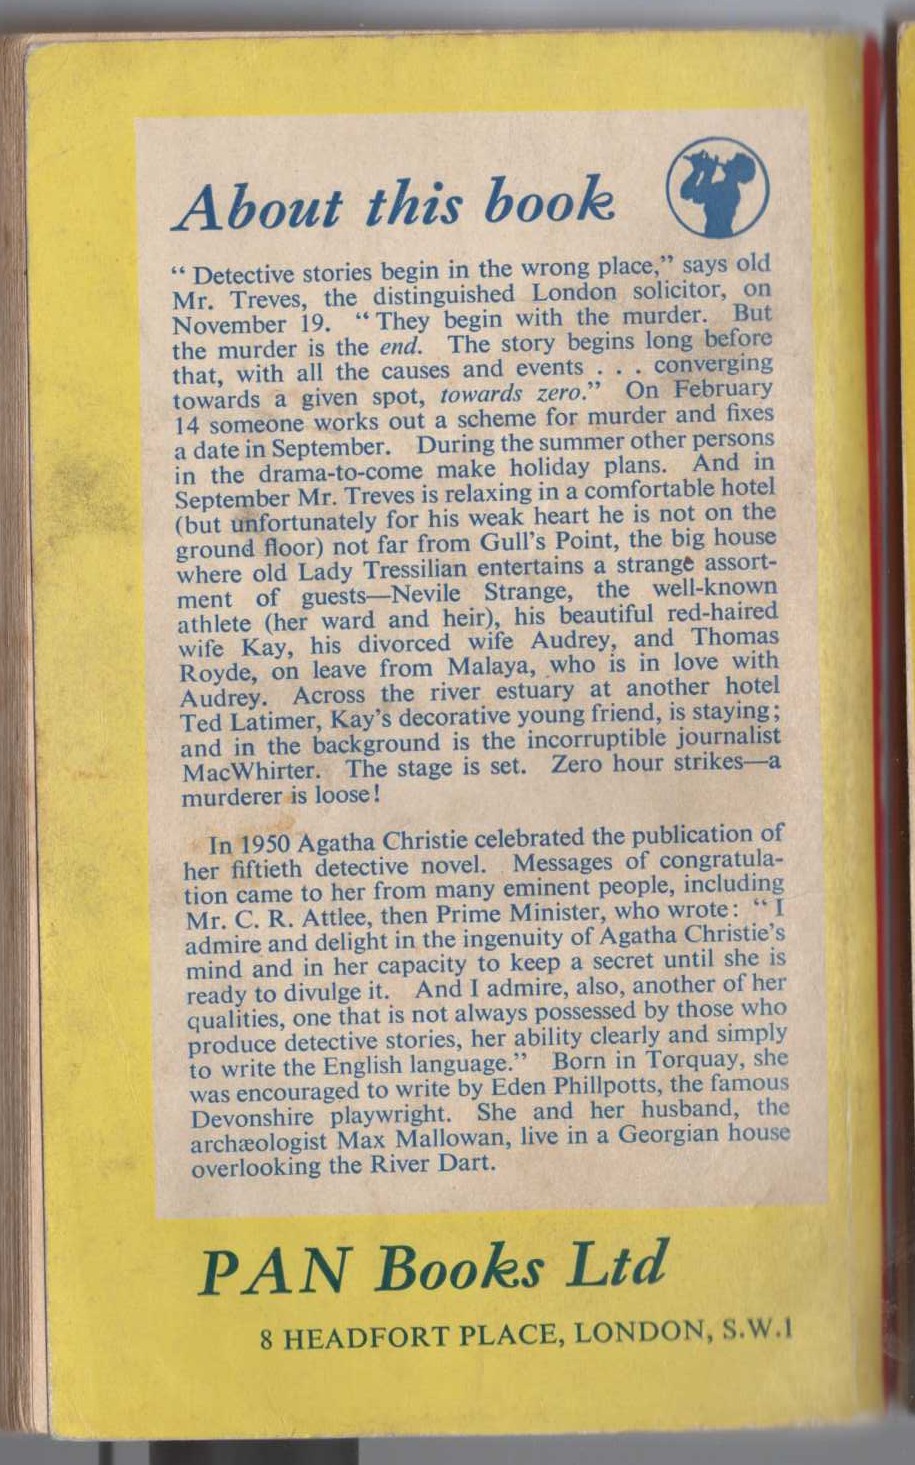 About this book
“ Detective stories begin in the wrong place,” says old
Mr. Treves, the distinguished London solicitor, on
November 19. “ They begin with the murder. But
the murder is the end. The story begins long before
that, with all the causes and events . . . converging
towards a given spot, towards zero.” On February
14 someone works out a scheme for murder and fixes
a date in September. During the summer other persons
in the drama-to-come make holiday plans. And in
September Mr. Treves is relaxing in a comfortable hotel
(but unfortunately for his weak heart he is not on the
ground floor) not far from Gull’s Point, the big house
where old Lady Tressilian entertains a strange assort-
ment of guests—Nevile Strange, the well-known
athlete (her ward and heir), his beautiful red-haired
wife Kay, his divorced wife Audrey, and Thomas
Royde, on leave from Malaya, who is in love with
Audrey. Across the river estuary at another hotel
Ted Latimer, Kay’s decorative young friend, is staying;
and in the background is the incorruptible journalist
MacWhirter. The stage is set. Zero hour strikes—a
murderer is loose!
In 1950 Agatha Christie celebrated the publication of
her fiftieth detective novel. Messages of congratula-
tion came to her from many eminent people, including
Mr. C. R. Attlee, then Prime Minister, who wrote: “ I
admire and delight in the ingenuity of Agatha Christie’s
mind and in her capacity to keep a secret until she is
ready to divulge it. And I admire, also, another of her
qualities, one that is not always possessed by those who
produce detective stories, her ability clearly and simply
to write the English language.” Born in Torquay, she
was encouraged to write by Eden Phillpotts, the famous
Devonshire playwright. She and her husband, the
archæologist Max Mallowan, live in a Georgian house
overlooking the River Dart.
PAN Books Ltd
8 HEADFORT PLACE, LONDON, S.W.1